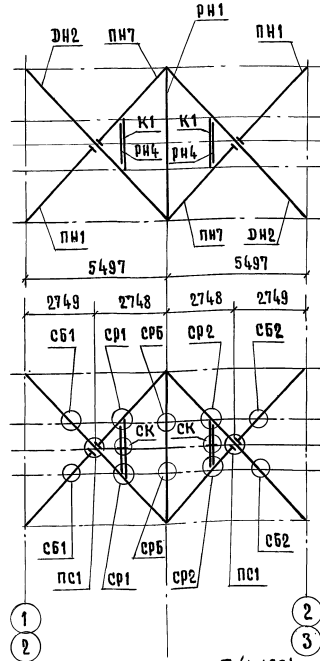 ДН2 ПН7 РН1 ПН1
К1 К1
РН4 РН4
ПН1 ПН7 ДН2
5497 5497
2749 2748 2748 2749
СБ1 СР1 СРБ СР2 СБ2
СК СК
СБ1 ПС1 СР1 СРБ СР2 ПС1 СБ2
1 2
2 3